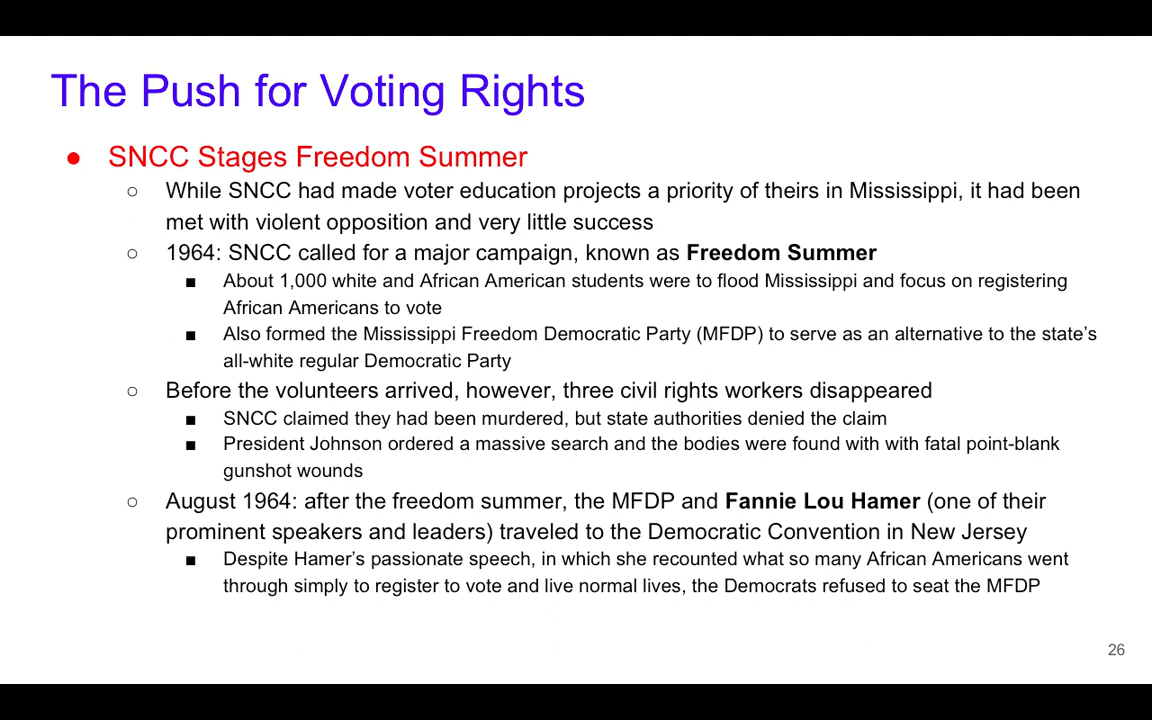 The Push for Voting Rights
● SNCC Stages Freedom Summer
○ While SNCC had made voter education projects a priority of theirs in Mississippi, it had been
met with violent opposition and very little success
○ 1964: SNCC called for a major campaign, known as Freedom Summer
■ About 1,000 white and African American students were to flood Mississippi and focus on registering
African Americans to vote
■ Also formed the Mississippi Freedom Democratic Party (MFDP) to serve as an alternative to the state’s
all-white regular Democratic Party
○ Before the volunteers arrived, however, three civil rights workers disappeared
■ SNCC claimed they had been murdered, but state authorities denied the claim
■ President Johnson ordered a massive search and the bodies were found with with fatal point-blank
gunshot wounds
○ August 1964: after the freedom summer, the MFDP and Fannie Lou Hamer (one of their
prominent speakers and leaders) traveled to the Democratic Convention in New Jersey
■ Despite Hamer’s passionate speech, in which she recounted what so many African Americans went
through simply to register to vote and live normal lives, the Democrats refused to seat the MFDP
26